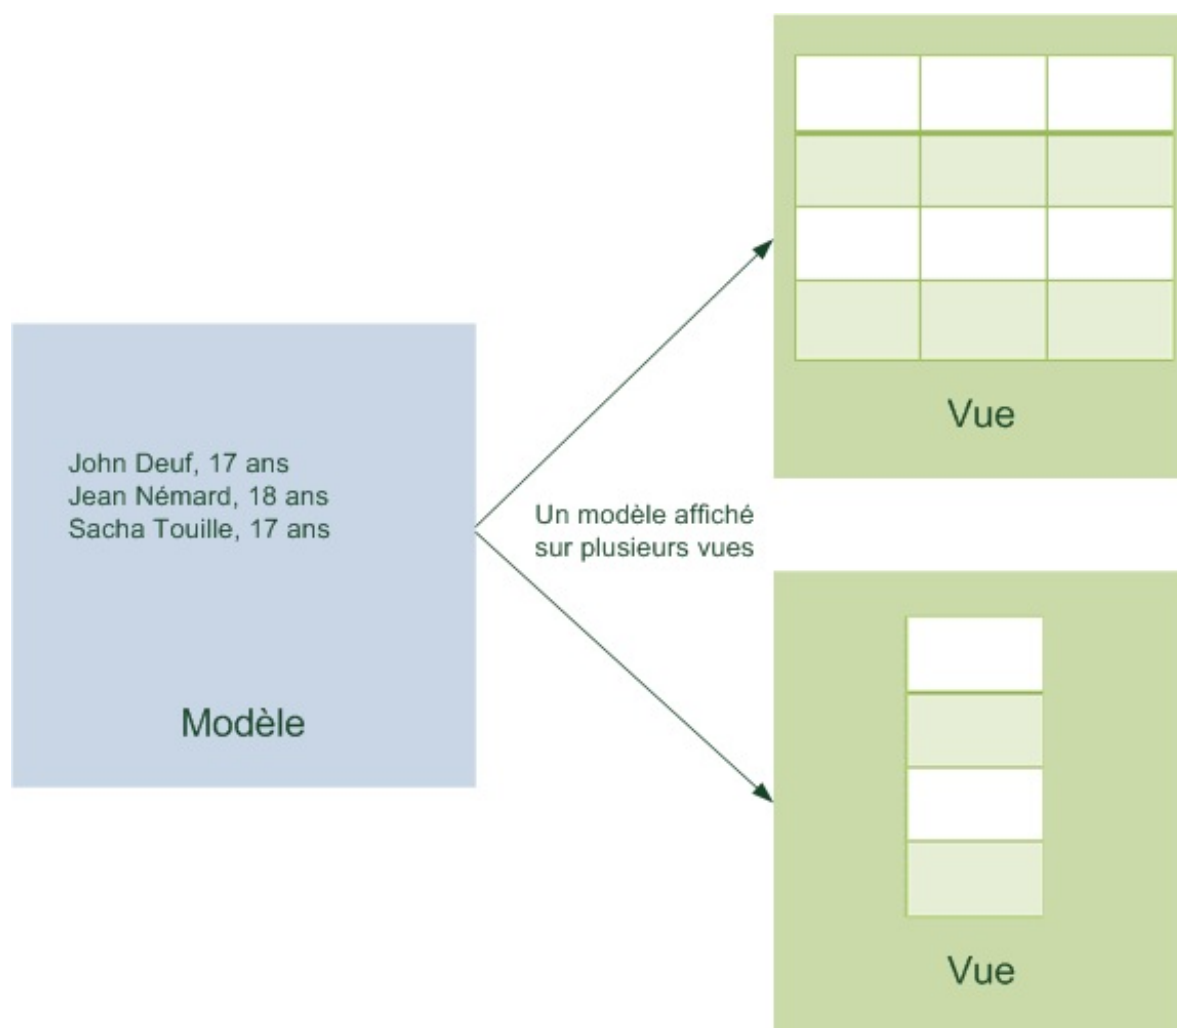 Vue
John Deuf, 17 ans
Jean Némard, 18 ans
Sacha Touille, 17 ans
Un modèle affiché
sur plusieurs vues
Modèle
Vue